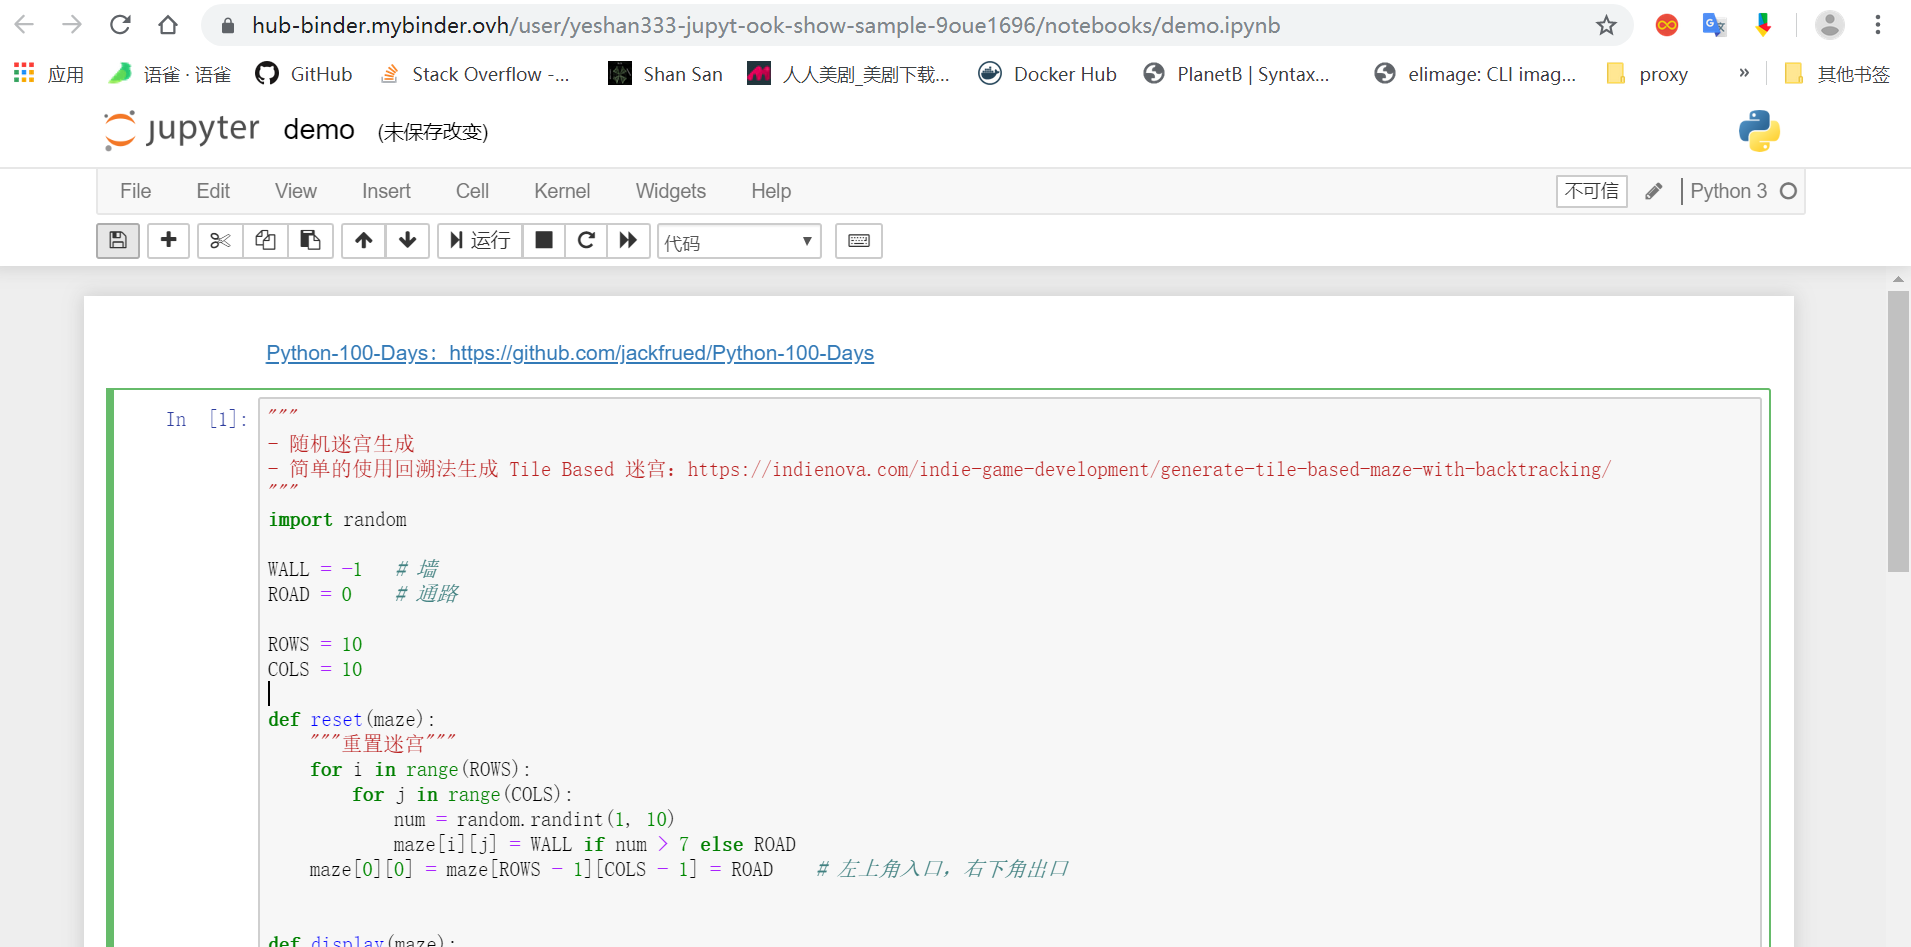 hub-binder.mybinder.ovh/user/yeshan333-jupyt-ook-show-sample-9oue1696/notebooks/demo.ipynb
应用 语雀 · 语雀 GitHub Stack Overflow -... Shan San 人人美剧_美剧下载... Docker Hub PlanetB | Syntax... elimage: CLI imag... proxy » 其他书签
jupyter demo (未保存改变)
File Edit View Insert Cell Kernel Widgets Help 不可信 Python 3
运行 代码
Python-100-Days：https://github.com/jackfrued/Python-100-Days
In [1]: """
- 随机迷宫生成
- 简单的使用回溯法生成 Tile Based 迷宫：https://indienova.com/indie-game-development/generate-tile-based-maze-with-backtracking/
"""
import random
WALL = -1 # 墙
ROAD = 0 # 通路
ROWS = 10
COLS = 10
def reset(maze):
"""重置迷宫"""
for i in range(ROWS):
for j in range(COLS):
num = random.randint(1, 10)
maze[i][j] = WALL if num > 7 else ROAD
maze[0][0] = maze[ROWS - 1][COLS - 1] = ROAD # 左上角入口，右下角出口
def display(maze):